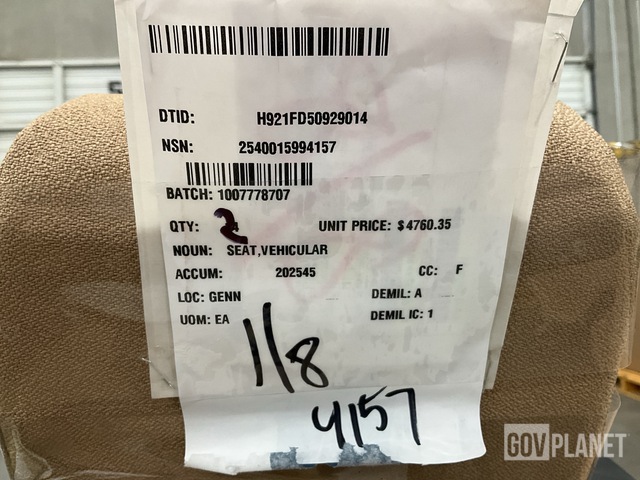 DTID: H921FD50929014
NSN: 2540015994157
BATCH: 1007778707
QTY: 2 UNIT PRICE: $4760.35
NOUN: SEAT,VEHICULAR
ACCUM: 202545 CC: F
LOC: GENN DEMIL: A
UOM: EA DEMIL IC: 1
1/8
4157
GOVPLANET